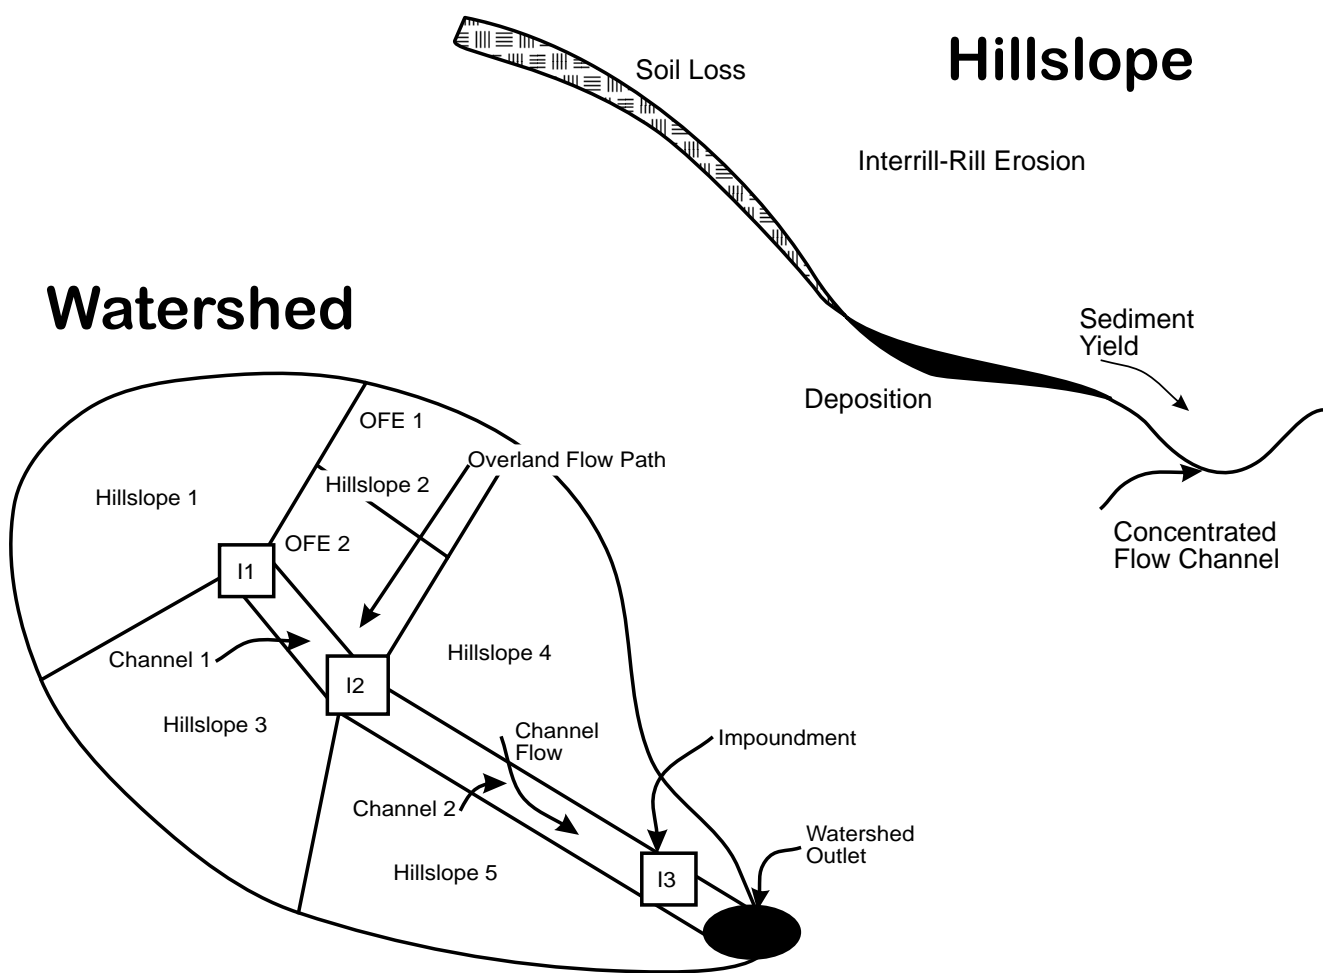 Hillslope
Soil Loss
Interrill-Rill Erosion
Sediment
Yield
Deposition
Concentrated
Flow Channel
Watershed
OFE 1
Overland Flow Path
Hillslope 2
Hillslope 1
OFE 2
I1
Channel 1
Hillslope 4
I2
Hillslope 3
Channel
Flow
Impoundment
Channel 2
Watershed
Outlet
Hillslope 5
I3